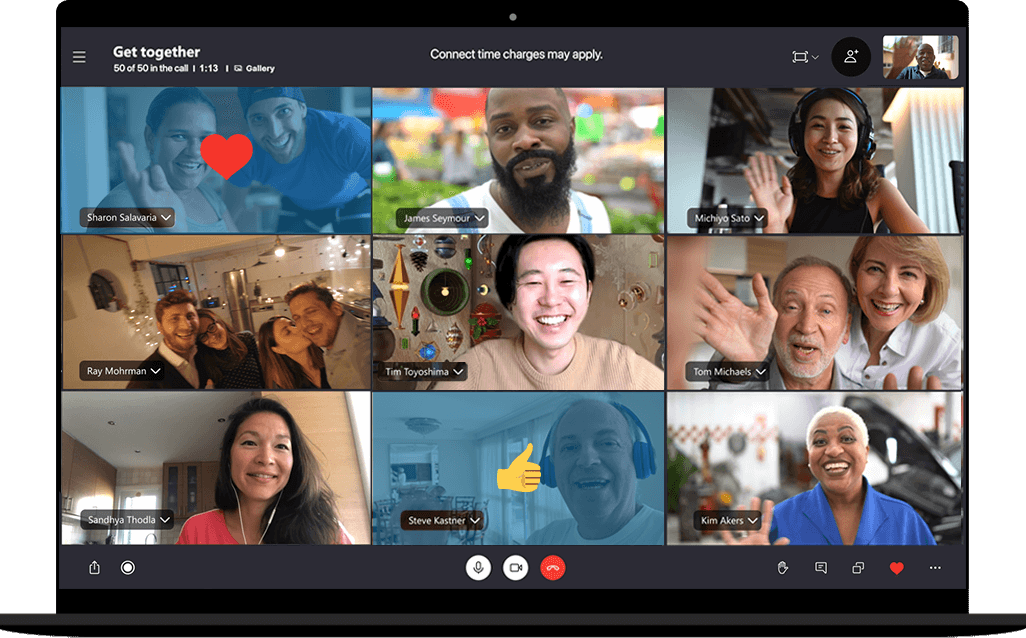 Get together
Connect time charges may apply.
50 of 50 in the call | 1:13 | Gallery
Sharon Salavaria
James Seymour
Michiyo Sato
Ray Mohrman
Tim Toyoshima
Tom Michaels
Sandhya Thodla
Steve Kastner
Kim Akers